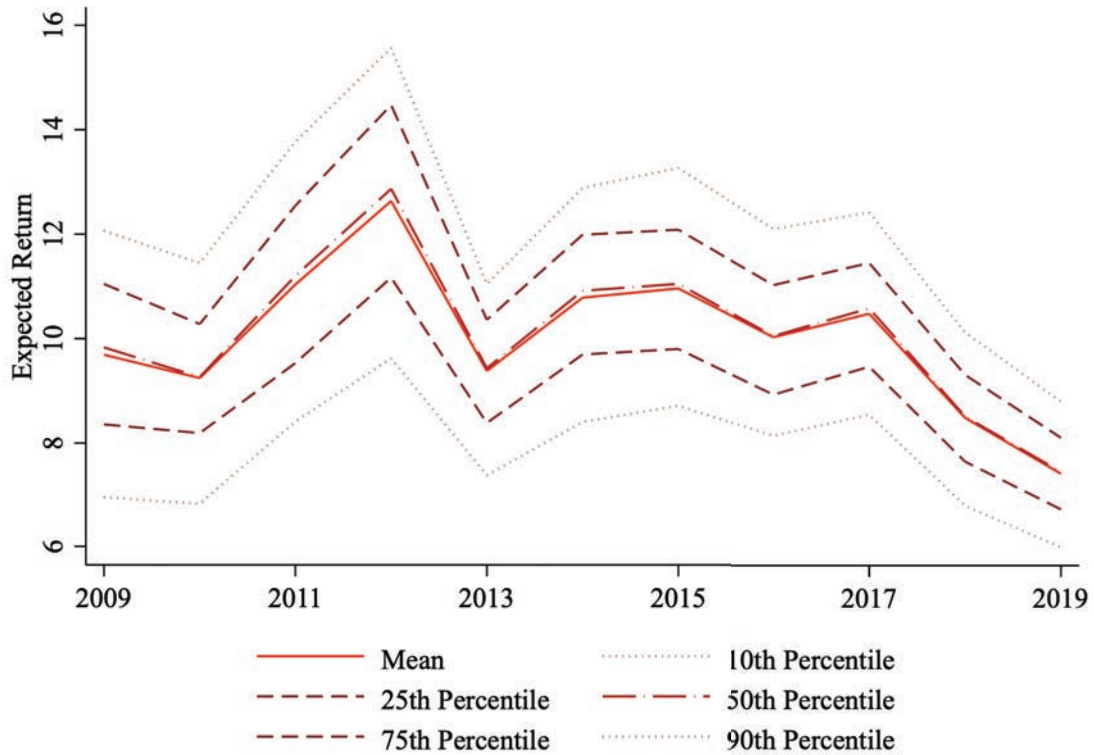 Expected Return
16
14
12
10
8
6
2009 2011 2013 2015 2017 2019
Mean 10th Percentile
25th Percentile 50th Percentile
75th Percentile 90th Percentile